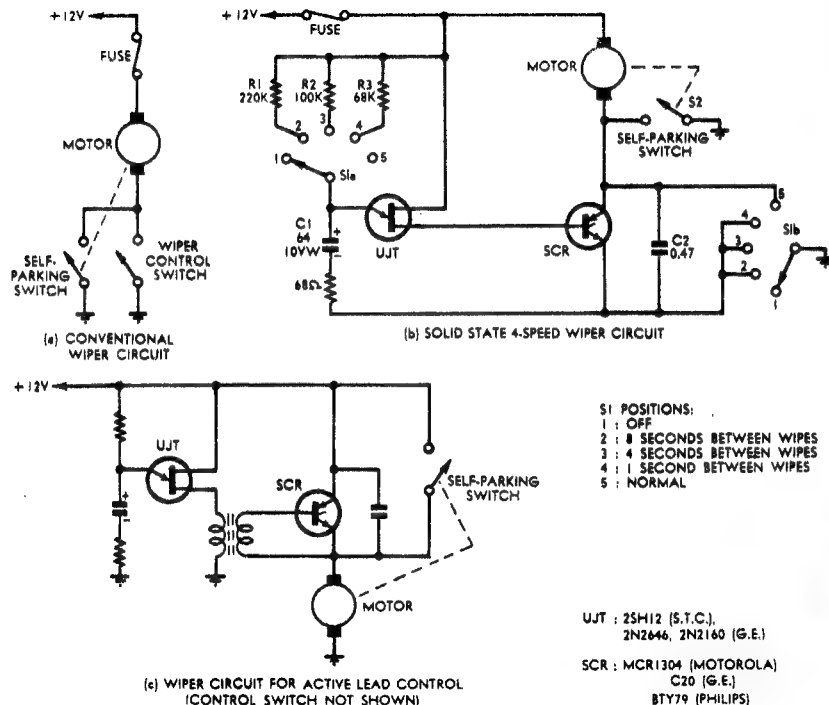 +12V
FUSE
MOTOR
SELF-
PARKING
SWITCH
WIPER
CONTROL
SWITCH
(a) CONVENTIONAL
WIPER CIRCUIT
+12V
FUSE
R1
220K
R2
100K
R3
68K
1
2
3
4
5
S1a
C1
64
10VW
+
-
68Ω
UJT
MOTOR
S2
SELF-PARKING
SWITCH
SCR
C2
0.47
5
4
3
2
1
S1b
(b) SOLID STATE 4-SPEED WIPER CIRCUIT
+12V
UJT
+
-
SCR
SELF-PARKING
SWITCH
MOTOR
(c) WIPER CIRCUIT FOR ACTIVE LEAD CONTROL
(CONTROL SWITCH NOT SHOWN)
S1 POSITIONS:
1 : OFF
2 : 8 SECONDS BETWEEN WIPES
3 : 4 SECONDS BETWEEN WIPES
4 : 1 SECOND BETWEEN WIPES
5 : NORMAL
UJT : 2SH12 (S.T.C.),
2N2646, 2N2160 (G.E.)
SCR : MCR1304 (MOTOROLA)
C20 (G.E.)
BTY79 (PHILIPS)